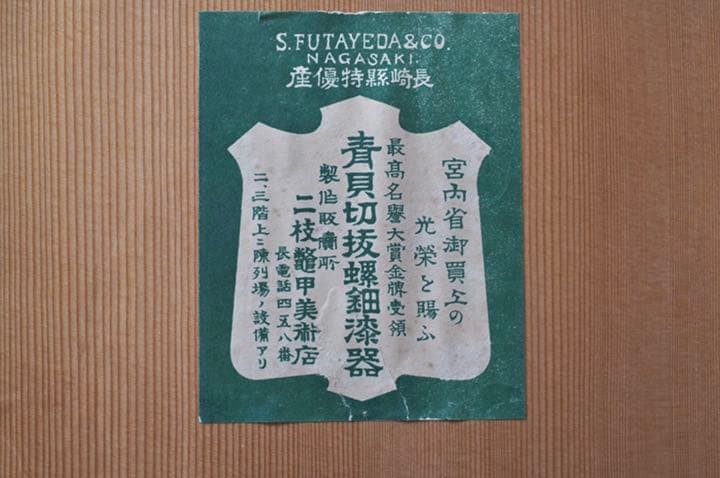 S.FUTAYEDA&CO.
NAGASAKI.
産優特縣崎長
宮内省御買上の
光榮を賜ふ
最高名譽大賞金牌受領
青貝切抜螺鈿漆器
製作販賣所
二枝鼈甲美術店
長電話四五八番
二、三階上ニ陳列場ノ設備アリ